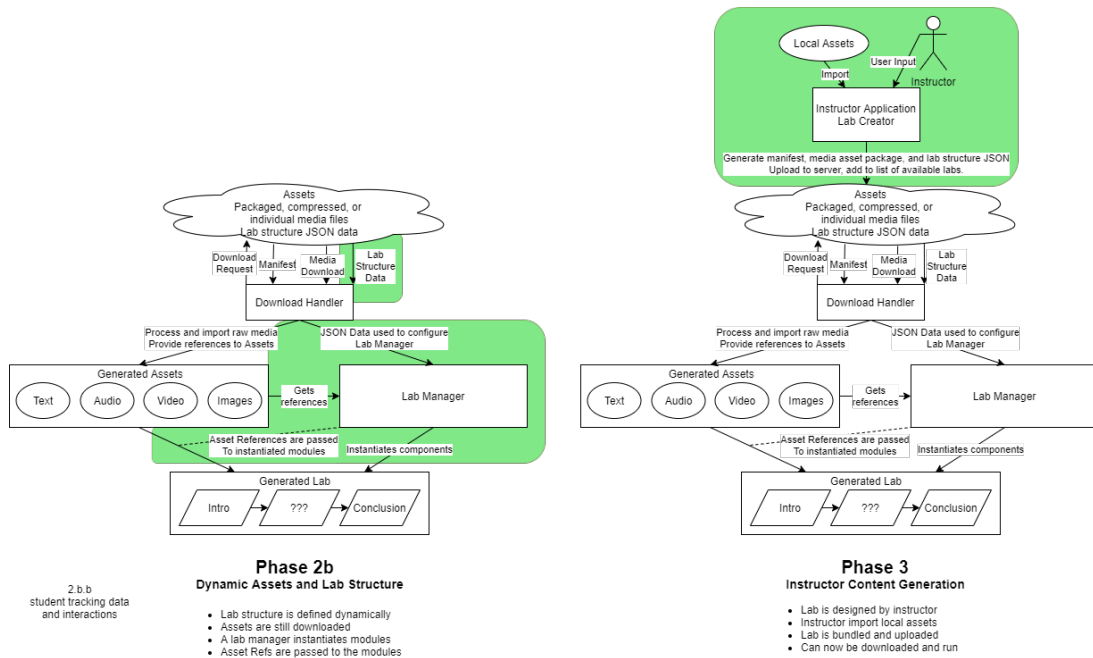 Assets
Packaged, compressed, or
individual media files
Lab structure JSON data
Download
Request
Manifest
Media
Download
Lab
Structure
Data
Download Handler
Process and import raw media
Provide references to Assets
JSON Data used to configure
Lab Manager
Generated Assets
Text
Audio
Video
Images
Gets
references
Lab Manager
Asset References are passed
To instantiated modules
Instantiates components
Generated Lab
Intro
???
Conclusion
Phase 2b
Dynamic Assets and Lab Structure
2.b.b
student tracking data
and interactions
• Lab structure is defined dynamically
• Assets are still downloaded
• A lab manager instantiates modules
• Asset Refs are passed to the modules
Local Assets
Import
User Input
Instructor
Instructor Application
Lab Creator
Generate manifest, media asset package, and lab structure JSON
Upload to server, add to list of available labs.
Assets
Packaged, compressed, or
individual media files
Lab structure JSON data
Download
Request
Manifest
Media
Download
Lab
Structure
Data
Download Handler
Process and import raw media
Provide references to Assets
JSON Data used to configure
Lab Manager
Generated Assets
Text
Audio
Video
Images
Gets
references
Lab Manager
Asset References are passed
To instantiated modules
Instantiates components
Generated Lab
Intro
???
Conclusion
Phase 3
Instructor Content Generation
• Lab is designed by instructor
• Instructor import local assets
• Lab is bundled and uploaded
• Can now be downloaded and run